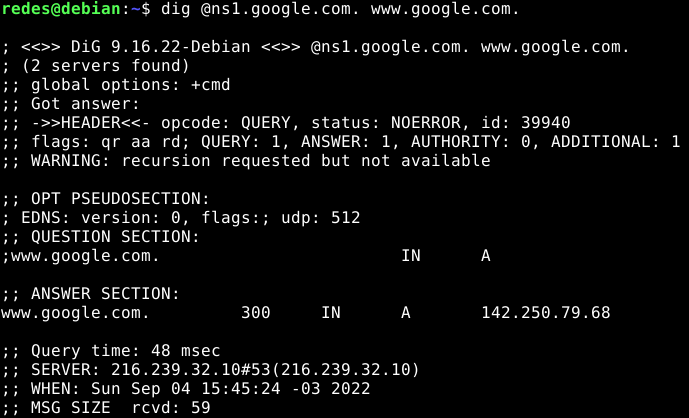 redes@debian:~$ dig @ns1.google.com. www.google.com.

; <<>> DiG 9.16.22-Debian <<>> @ns1.google.com. www.google.com.
; (2 servers found)
;; global options: +cmd
;; Got answer:
;; ->>HEADER<<- opcode: QUERY, status: NOERROR, id: 39940
;; flags: qr aa rd; QUERY: 1, ANSWER: 1, AUTHORITY: 0, ADDITIONAL: 1
;; WARNING: recursion requested but not available

;; OPT PSEUDOSECTION:
; EDNS: version: 0, flags:; udp: 512
;; QUESTION SECTION:
;www.google.com.                        IN      A

;; ANSWER SECTION:
www.google.com.         300     IN      A       142.250.79.68

;; Query time: 48 msec
;; SERVER: 216.239.32.10#53(216.239.32.10)
;; WHEN: Sun Sep 04 15:45:24 -03 2022
;; MSG SIZE  rcvd: 59